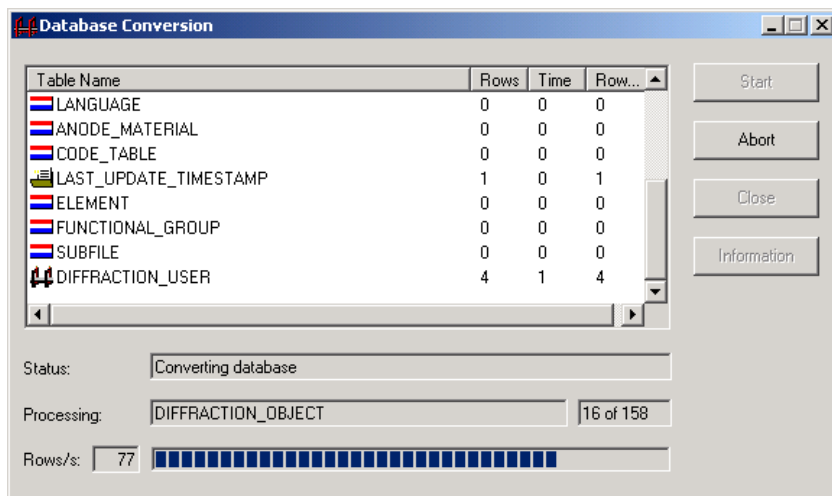 Database Conversion
Table Name Rows Time Row...
LANGUAGE 0 0 0
ANODE_MATERIAL 0 0 0
CODE_TABLE 0 0 0
LAST_UPDATE_TIMESTAMP 1 0 1
ELEMENT 0 0 0
FUNCTIONAL_GROUP 0 0 0
SUBFILE 0 0 0
DIFFRACTION_USER 4 1 4
Start
Abort
Close
Information
Status: Converting database
Processing: DIFFRACTION_OBJECT 16 of 158
Rows/s: 77